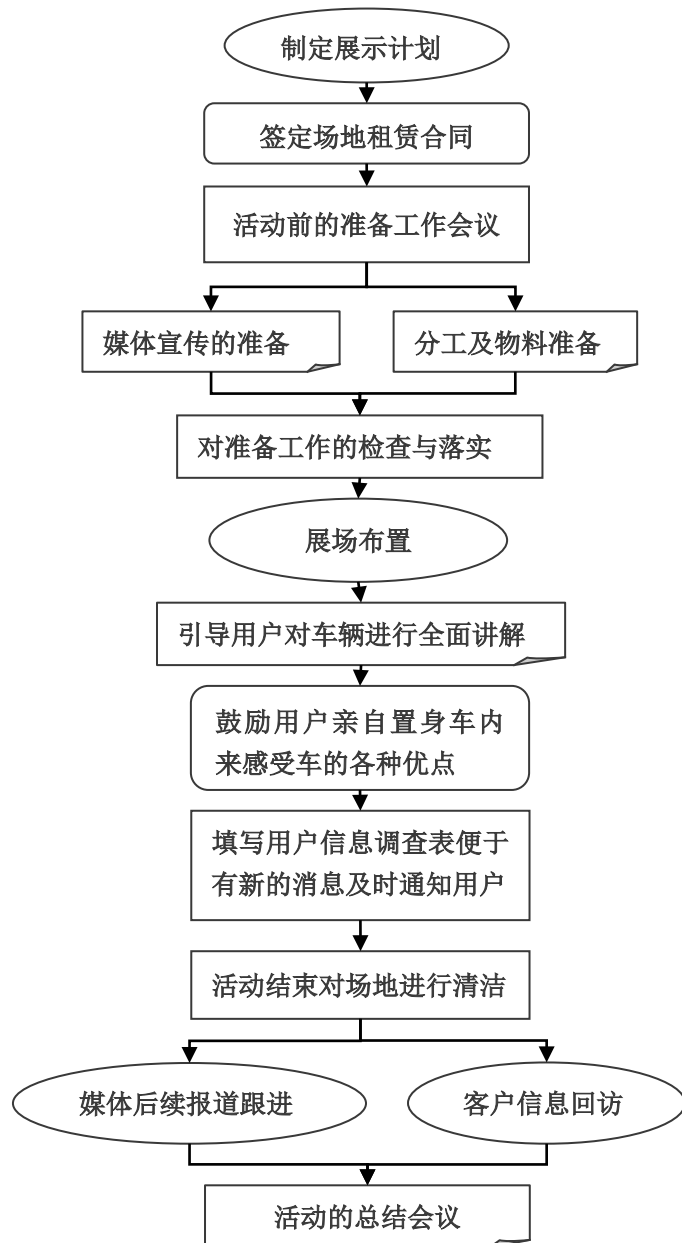 制定展示计划
签定场地租赁合同
活动前的准备工作会议
媒体宣传的准备
分工及物料准备
对准备工作的检查与落实
展场布置
引导用户对车辆进行全面讲解
鼓励用户亲自置身车内
来感受车的各种优点
填写用户信息调查表便于
有新的消息及时通知用户
活动结束对场地进行清洁
媒体后续报道跟进
客户信息回访
活动的总结会议